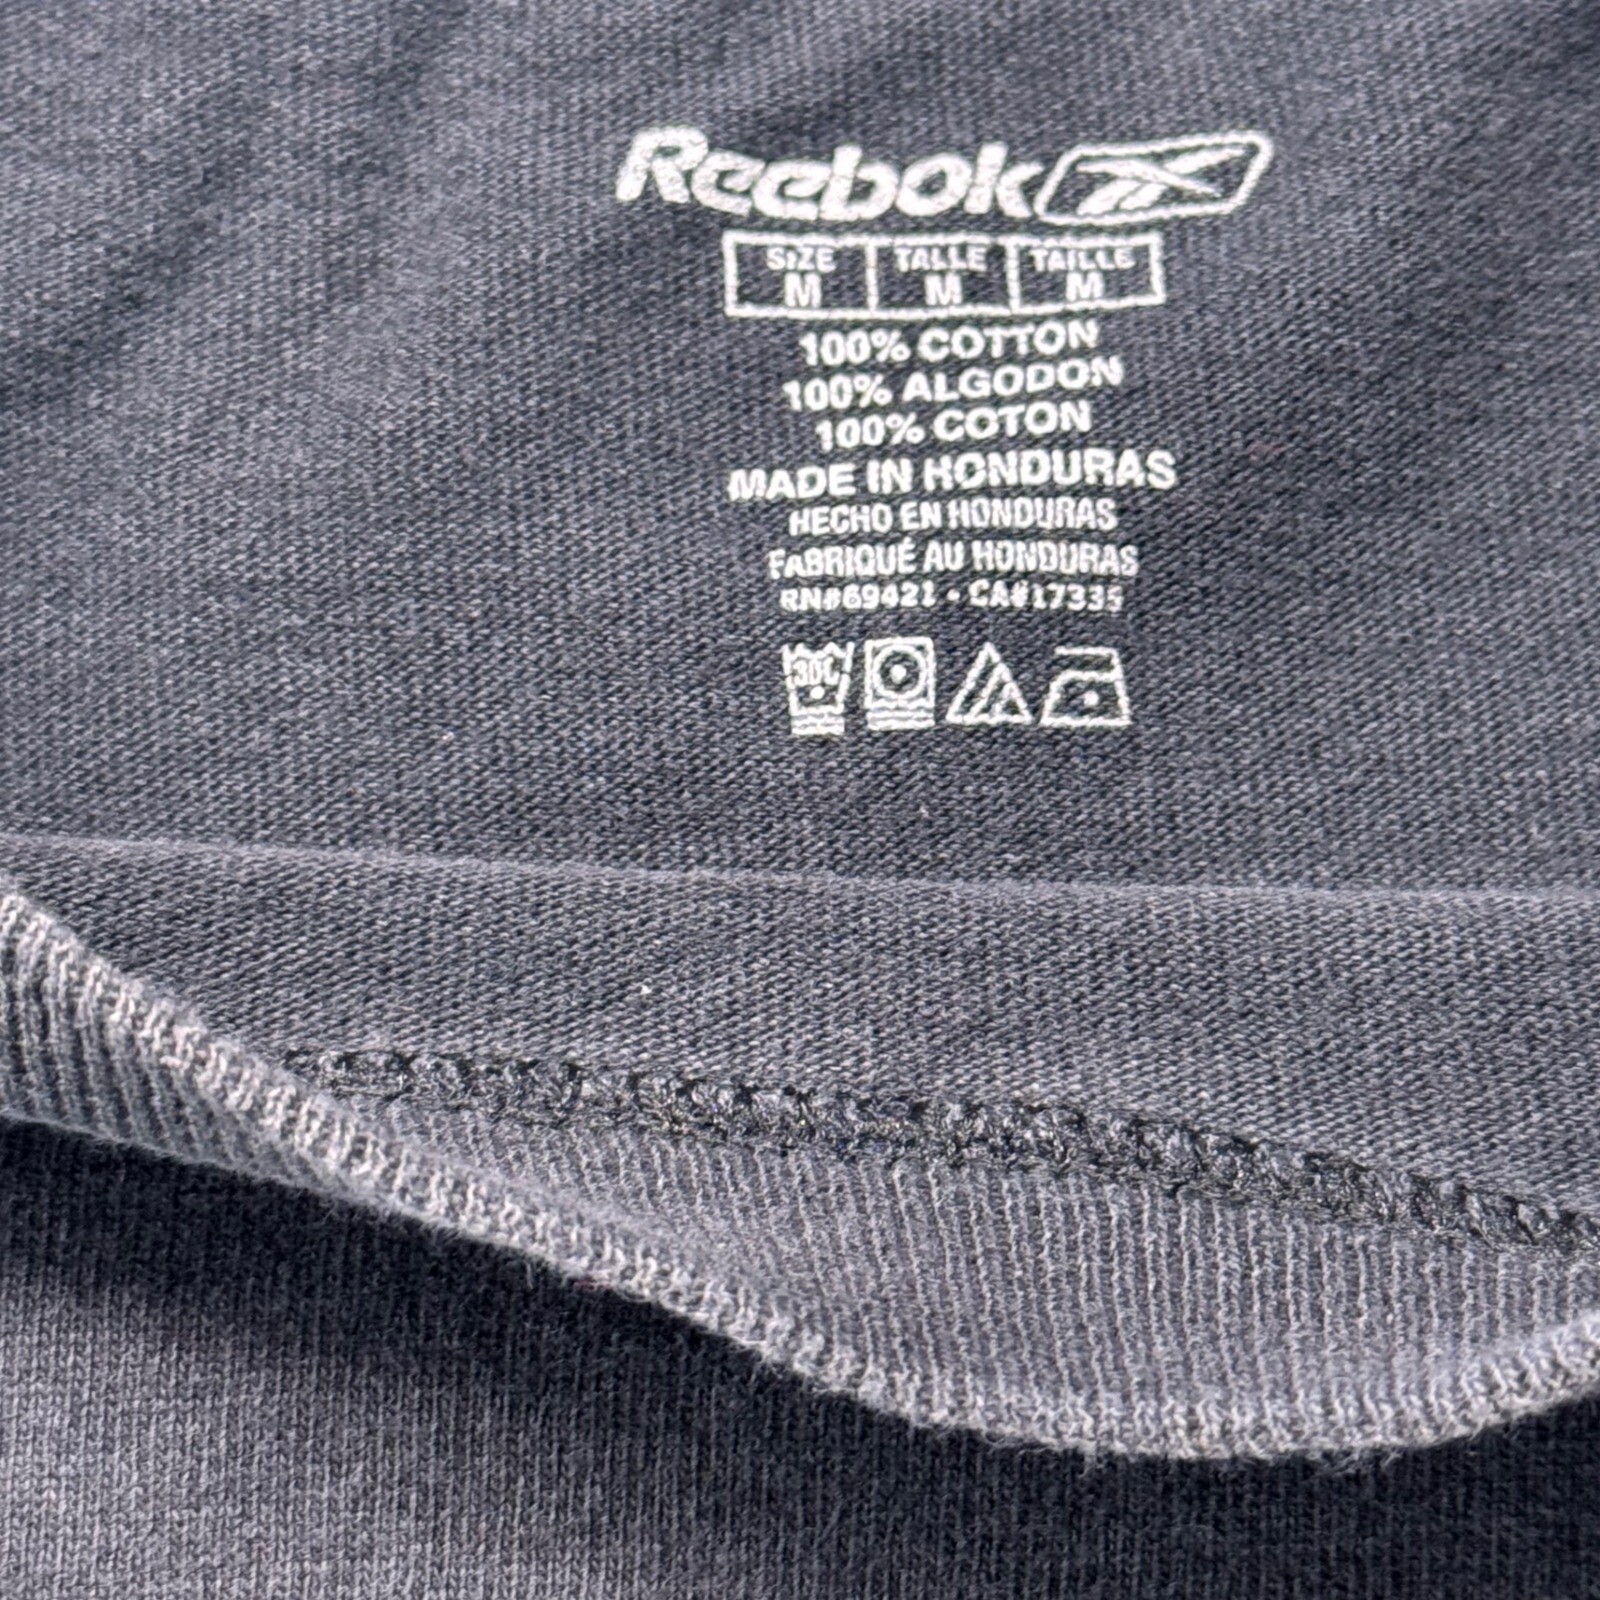 Reebok
SIZE TALLE TAILLE
M M M
100% COTTON
100% ALGODON
100% COTON
MADE IN HONDURAS
HECHO EN HONDURAS
FABRIQUÉ AU HONDURAS
RN#69421 • CA#17335
30C